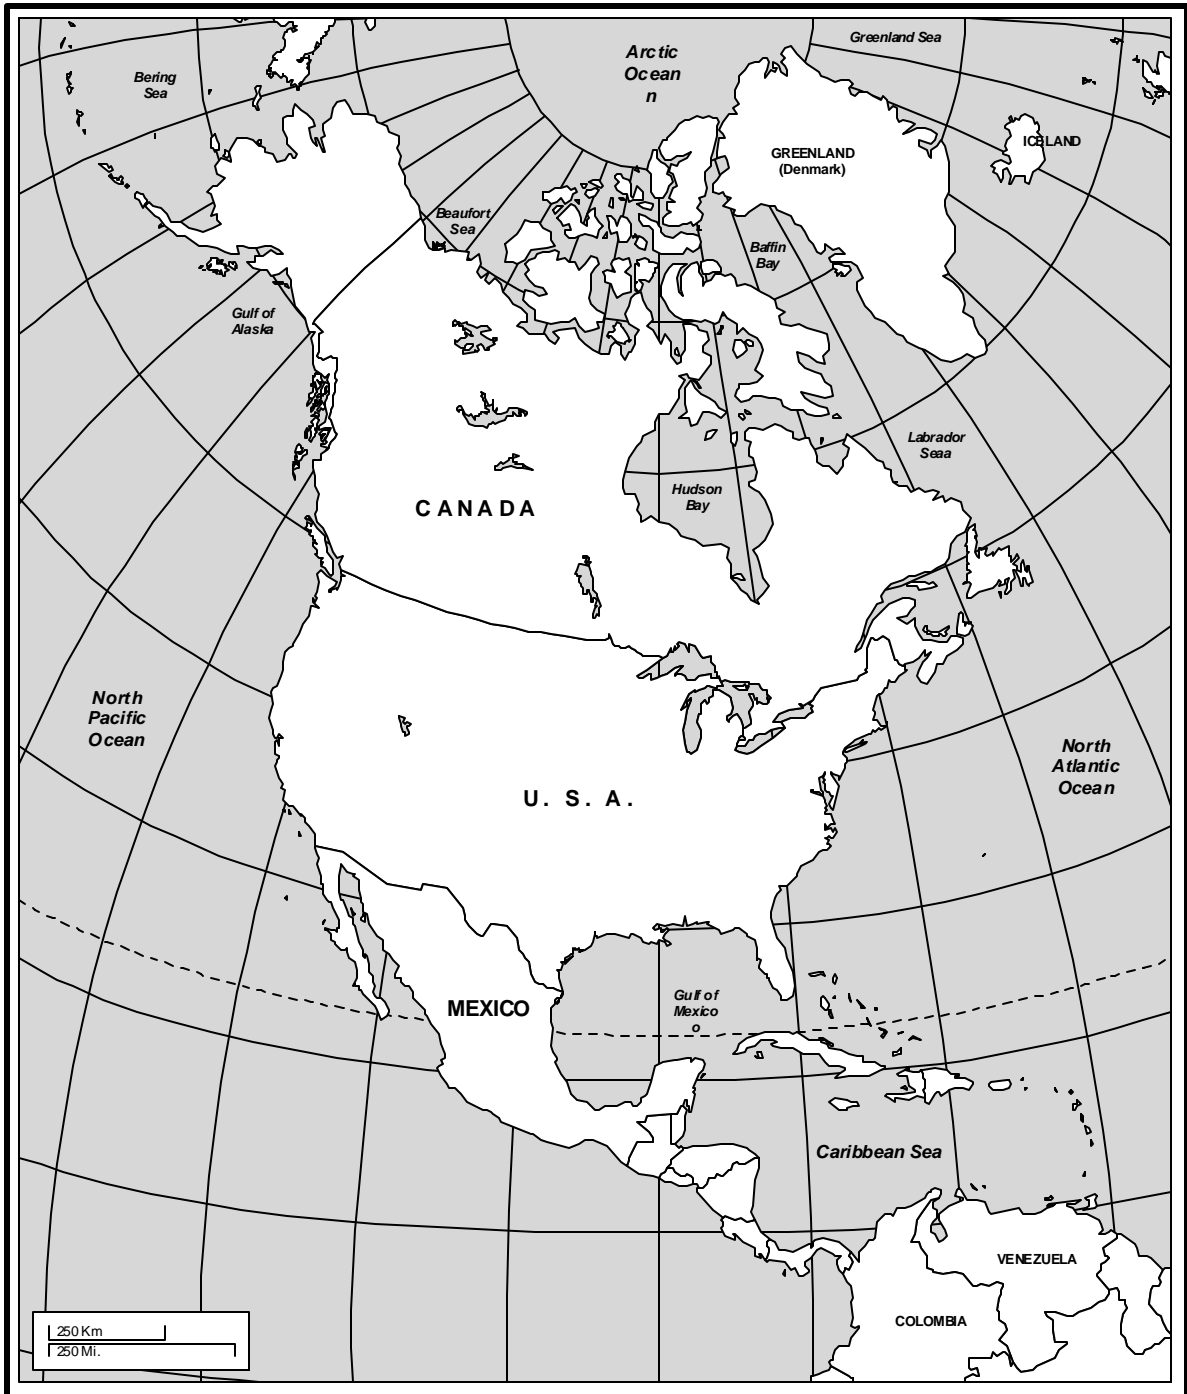 Arctic
Ocean
n
Greenland Sea
Bering
Sea
ICELAND
GREENLAND
(Denmark)
Beaufort
Sea
Baffin
Bay
Gulf of
Alaska
Labrador
Seaa
Hudson
Bay
CANADA
North
Pacific
Ocean
North
Atlantic
Ocean
U. S. A.
MEXICO
Gulf of
Mexico
o
Caribbean Sea
VENEZUELA
COLOMBIA
250 Km
250 Mi.